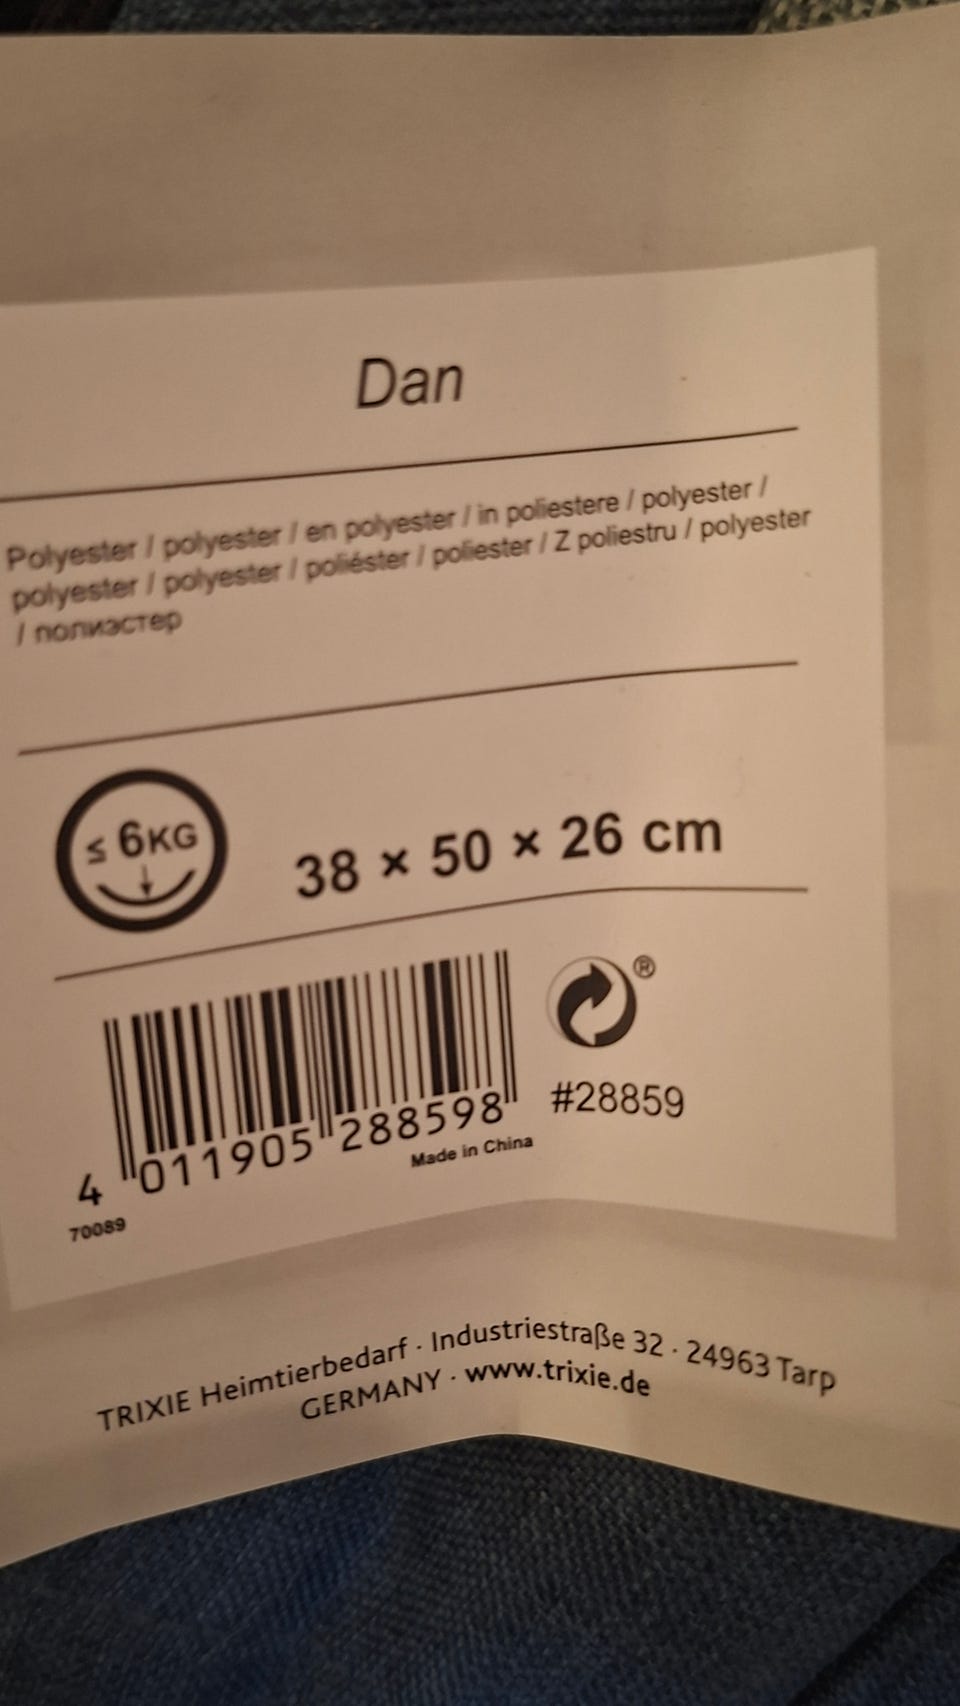 Dan
Polyester / polyester / en polyester / in poliestere / polyester /
polyester / polyester / poliéster / poliester / Z poliestru / polyester
/ полиэстер
≤ 6KG
38 × 50 × 26 cm
®
4 011905 288598
#28859
Made in China
70089
TRIXIE Heimtierbedarf · Industriestraße 32 · 24963 Tarp
GERMANY · www.trixie.de